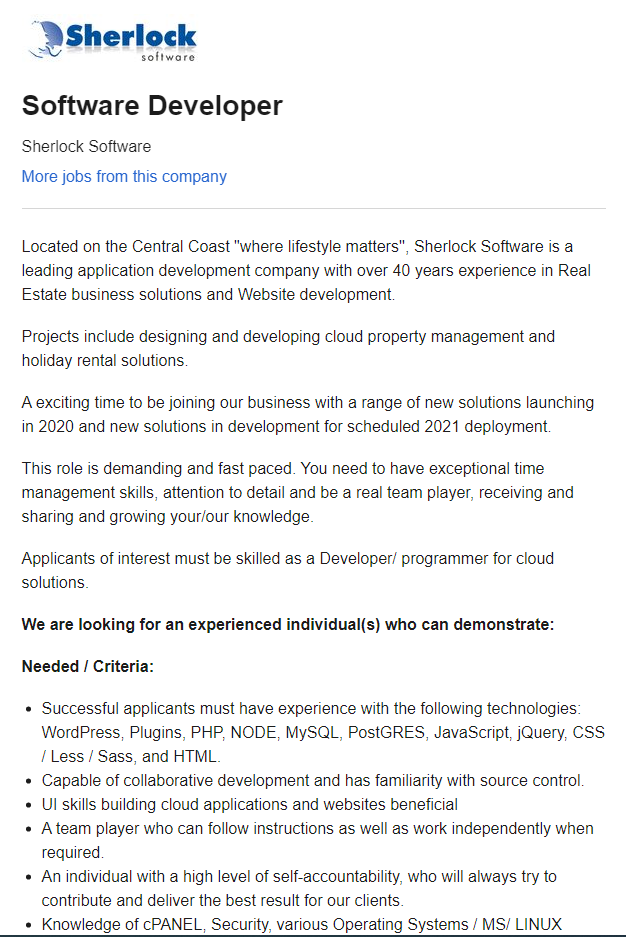 Sherlock
software
Software Developer
Sherlock Software
More jobs from this company
Located on the Central Coast "where lifestyle matters", Sherlock Software is a
leading application development company with over 40 years experience in Real
Estate business solutions and Website development.
Projects include designing and developing cloud property management and
holiday rental solutions.
A exciting time to be joining our business with a range of new solutions launching
in 2020 and new solutions in development for scheduled 2021 deployment.
This role is demanding and fast paced. You need to have exceptional time
management skills, attention to detail and be a real team player, receiving and
sharing and growing your/our knowledge.
Applicants of interest must be skilled as a Developer/ programmer for cloud
solutions.
We are looking for an experienced individual(s) who can demonstrate:
Needed / Criteria:
• Successful applicants must have experience with the following technologies:
WordPress, Plugins, PHP, NODE, MySQL, PostGRES, JavaScript, jQuery, CSS
/ Less / Sass, and HTML.
• Capable of collaborative development and has familiarity with source control.
• UI skills building cloud applications and websites beneficial
• A team player who can follow instructions as well as work independently when
required.
• An individual with a high level of self-accountability, who will always try to
contribute and deliver the best result for our clients.
• Knowledge of cPANEL, Security, various Operating Systems / MS/ LINUX